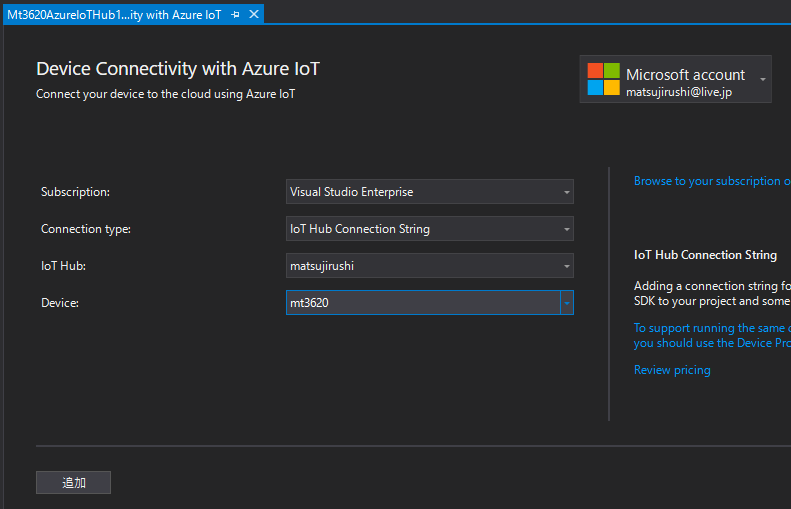 Mt3620AzureIoTHub1...ity with Azure IoT
Device Connectivity with Azure IoT
Connect your device to the cloud using Azure IoT
Microsoft account
matsujirushi@live.jp
Subscription:
Visual Studio Enterprise
Connection type:
IoT Hub Connection String
IoT Hub:
matsujirushi
Device:
mt3620
Browse to your subscription o
IoT Hub Connection String
Adding a connection string fo
SDK to your project and some
To support running the same
you should use the Device Pro
Review pricing
追加